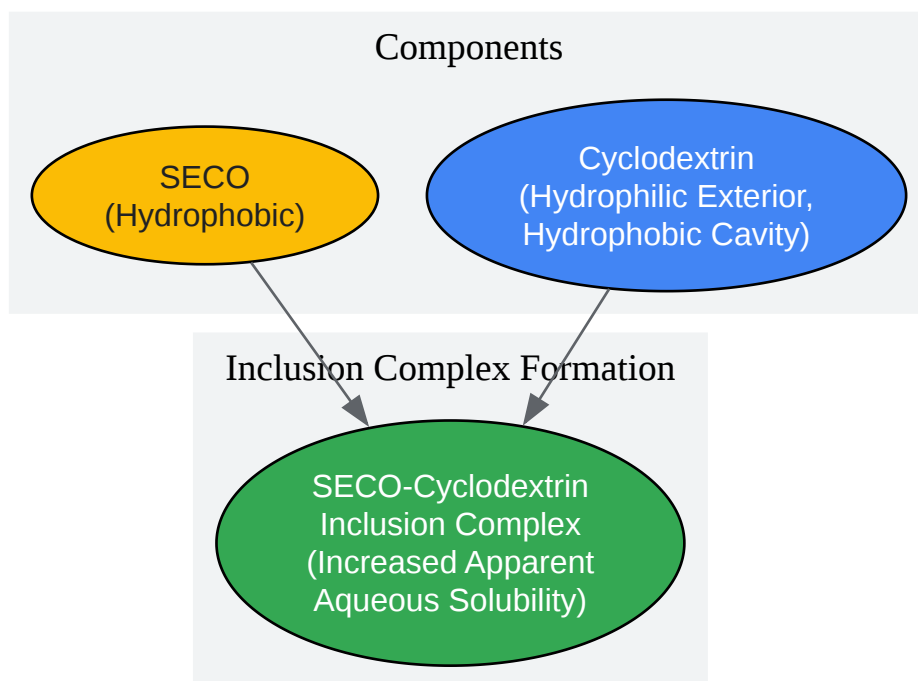 Components
SECO
(Hydrophobic)
Cyclodextrin
(Hydrophilic Exterior,
Hydrophobic Cavity)
Inclusion Complex Formation
SECO-Cyclodextrin
Inclusion Complex
(Increased Apparent
Aqueous Solubility)